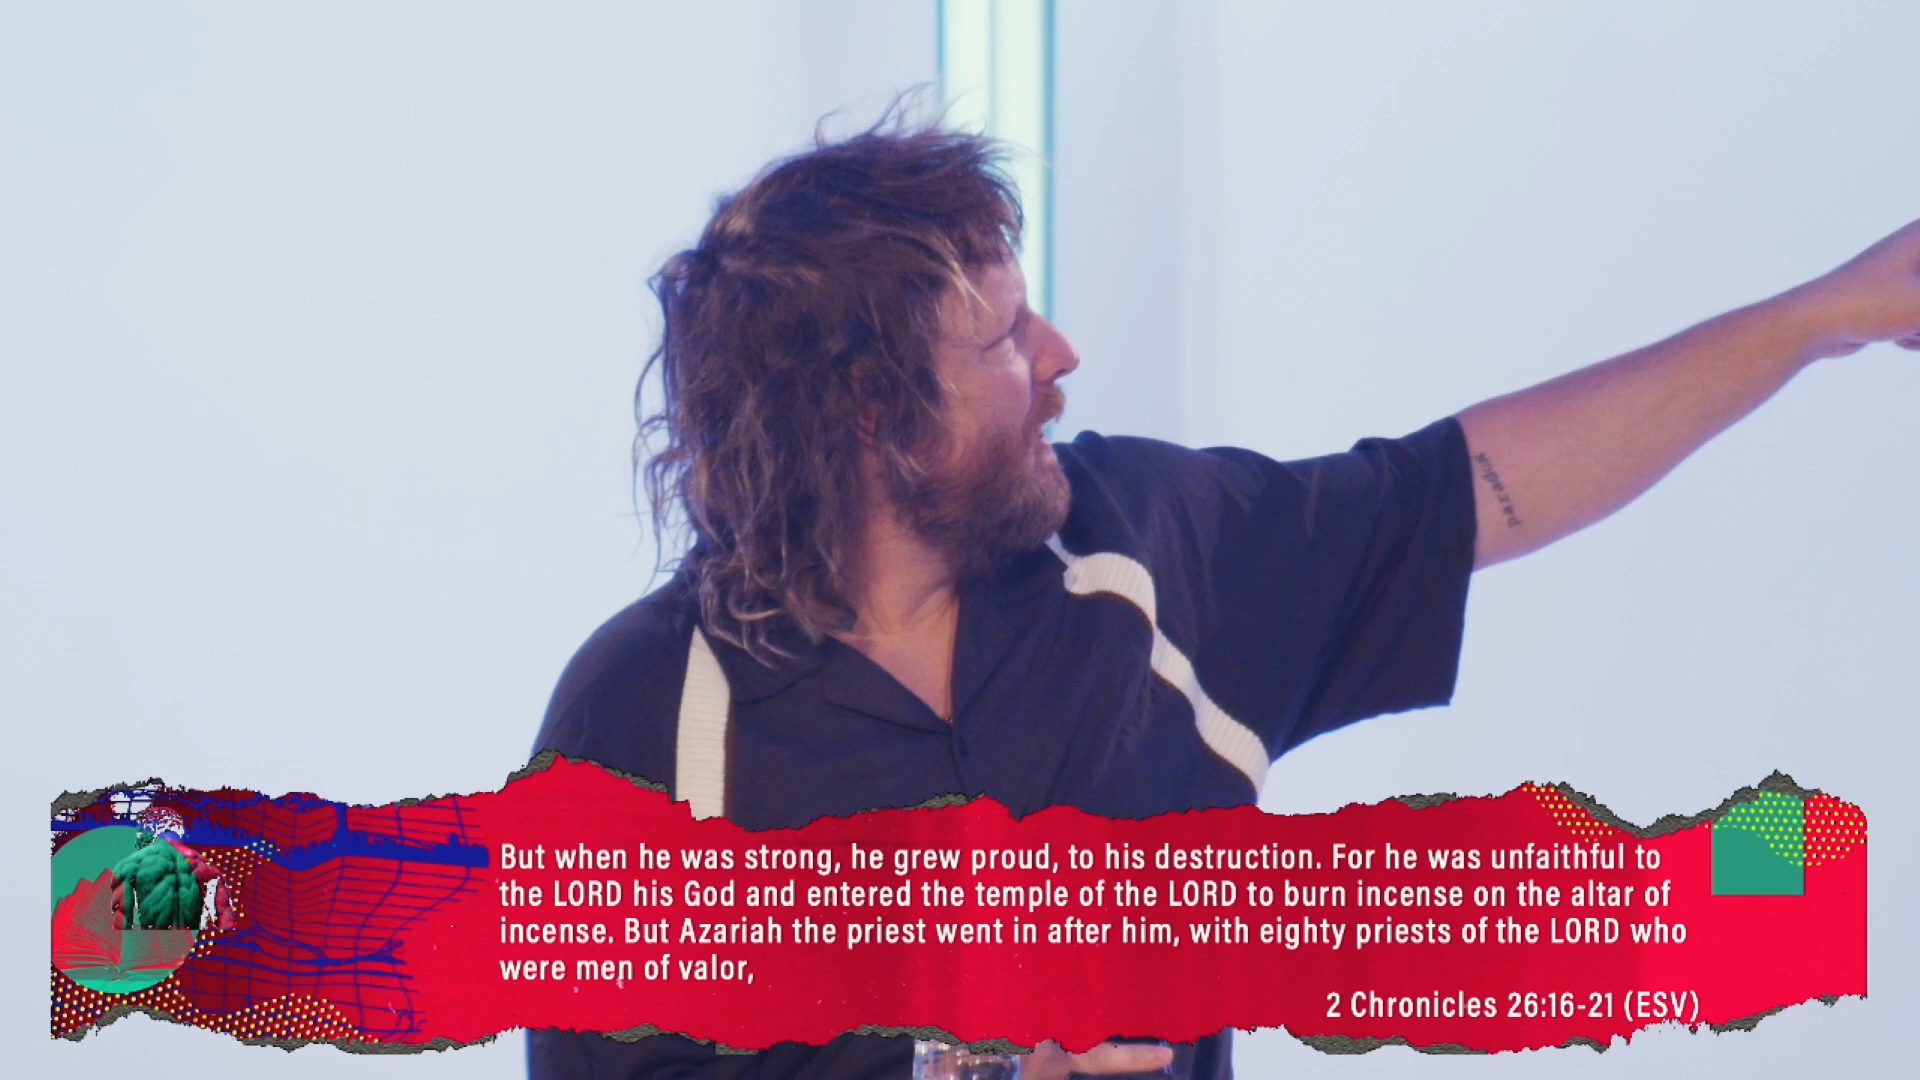 paradox
But when he was strong, he grew proud, to his destruction. For he was unfaithful to
the LORD his God and entered the temple of the LORD to burn incense on the altar of
incense. But Azariah the priest went in after him, with eighty priests of the LORD who
were men of valor,
2 Chronicles 26:16-21 (ESV)